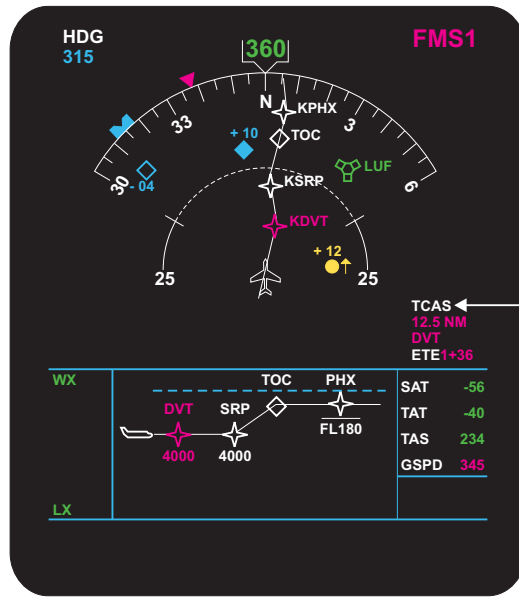 HDG
315
360
FMS1
N
33
3
30
6
KPHX
TOC
+ 10
LUF
- 04
KSRP
KDVT
+ 12
25
25
TCAS
12.5 NM
DVT
ETE1+36
WX
TOC
PHX
DVT
SRP
FL180
4000
4000
LX
SAT -56
TAT -40
TAS 234
GSPD 345